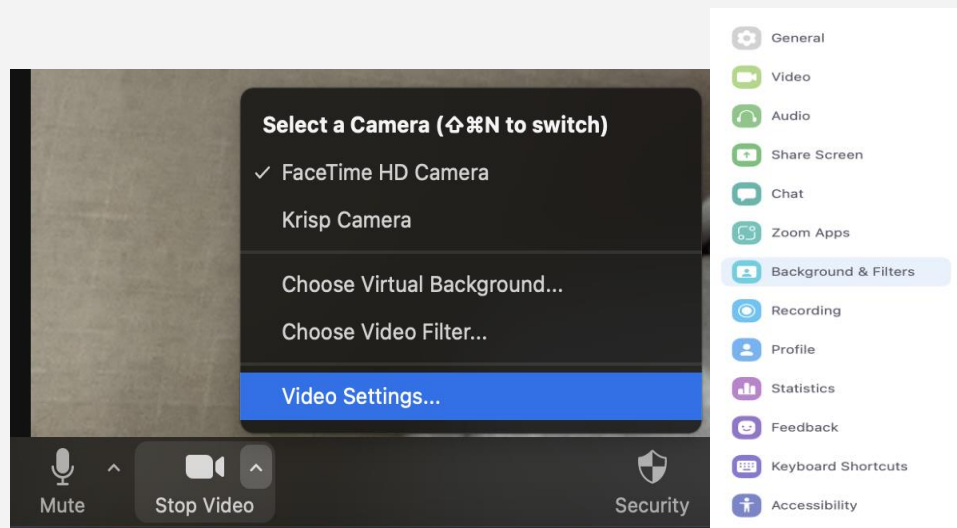 Select a Camera (⇧⌘N to switch)
✓ FaceTime HD Camera
Krisp Camera
Choose Virtual Background...
Choose Video Filter...
Video Settings...
Mute
Stop Video
Security
General
Video
Audio
Share Screen
Chat
Zoom Apps
Background & Filters
Recording
Profile
Statistics
Feedback
Keyboard Shortcuts
Accessibility